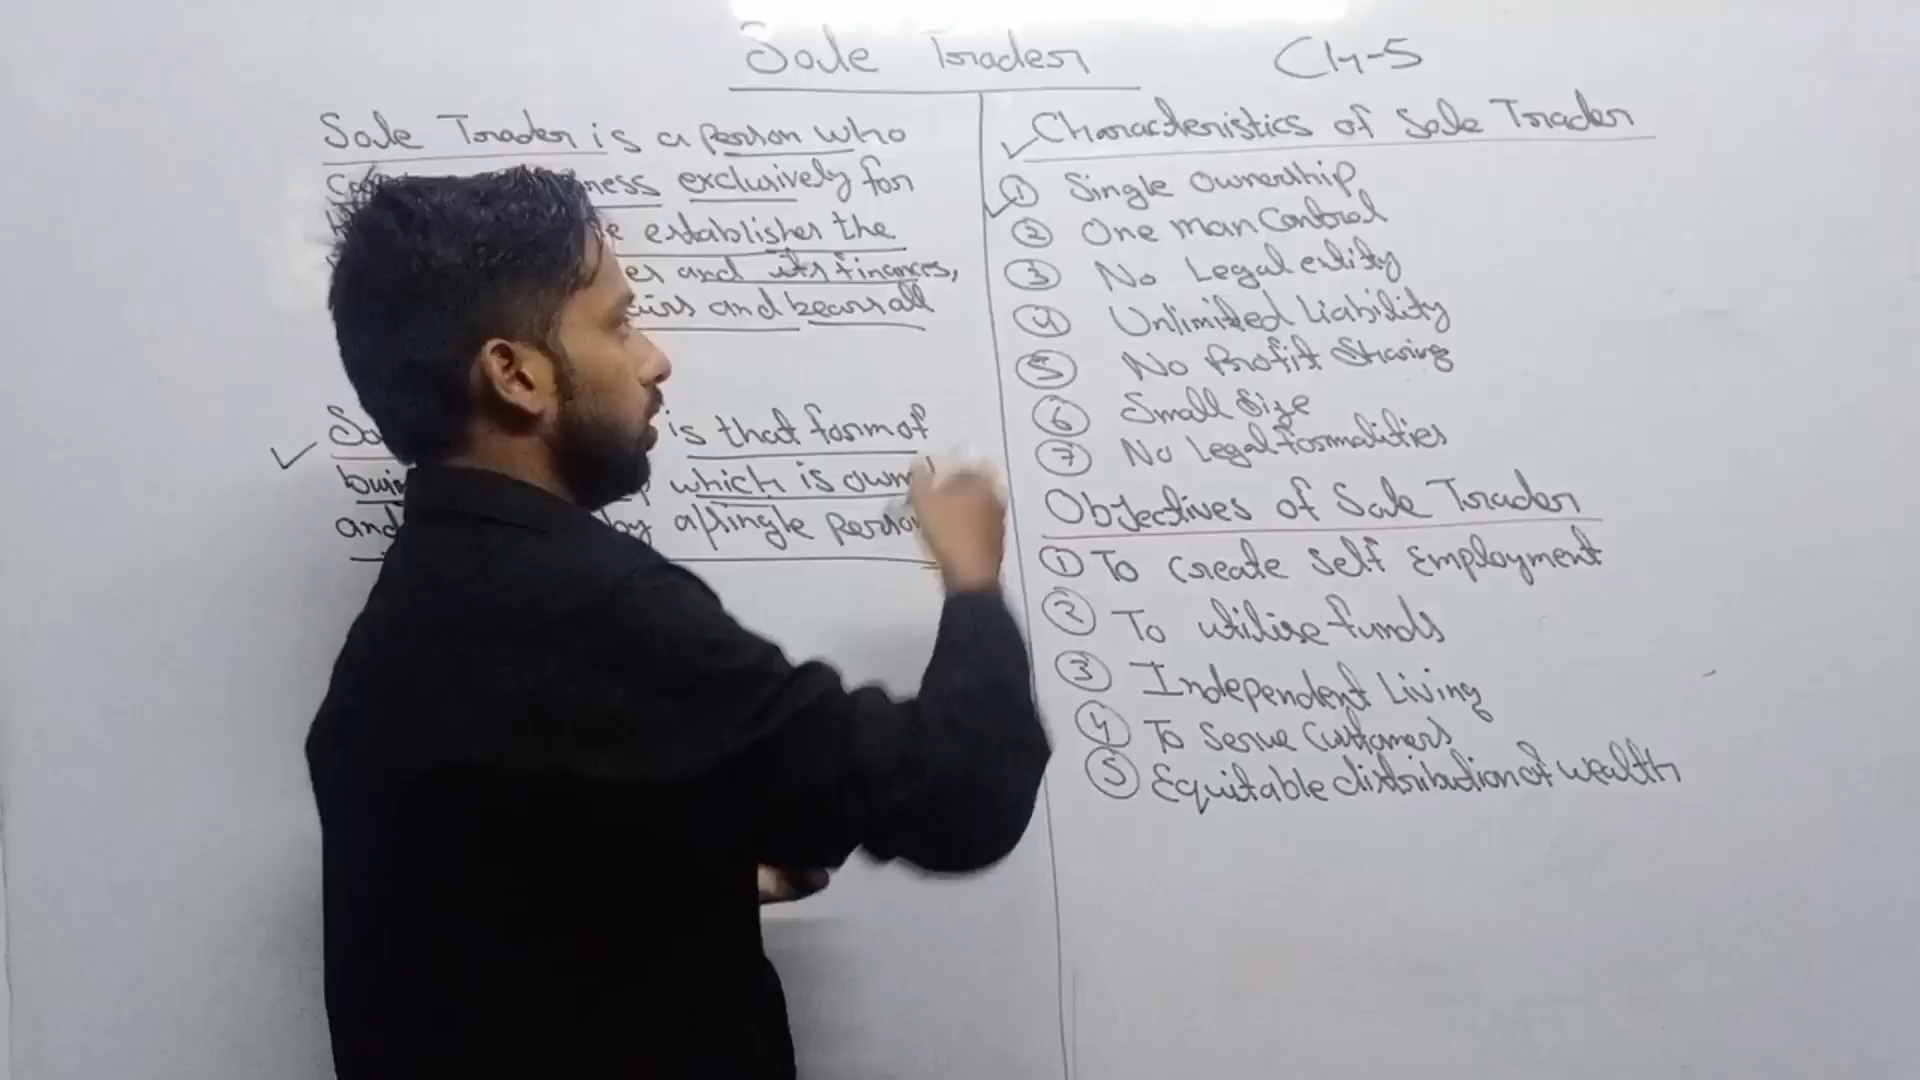 Sole Trader
Ch-5
Sole Trader is a person who
ness exclusively for
e establisher the
er and its finances,
airs and bears all
is that form of
which is own
and by a single person
Characteristics of Sole Trader
① Single Ownership
② One man Control
③ No Legal entity
④ Unlimited Liability
⑤ No Profit Sharing
⑥ Small Size
⑦ No Legal formalities
Objectives of Sole Trader
① To create self Employment
② To utilise funds
③ Independent Living
④ To Serve Customers
⑤ Equitable distribution of wealth